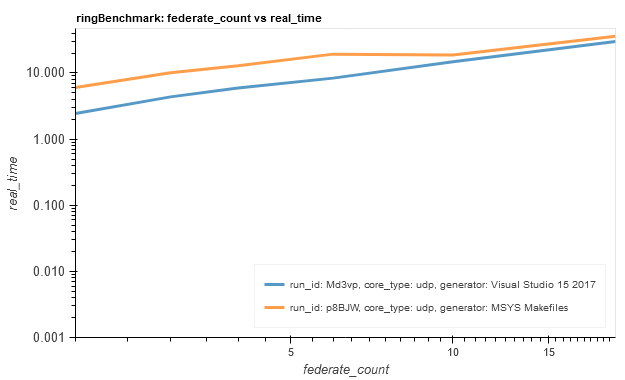 ringBenchmark: federate_count vs real_time
real_time
10.000
1.000
0.100
0.010
0.001
run_id: Md3vp, core_type: udp, generator: Visual Studio 15 2017
run_id: p8BJW, core_type: udp, generator: MSYS Makefiles
5
10
15
federate_count